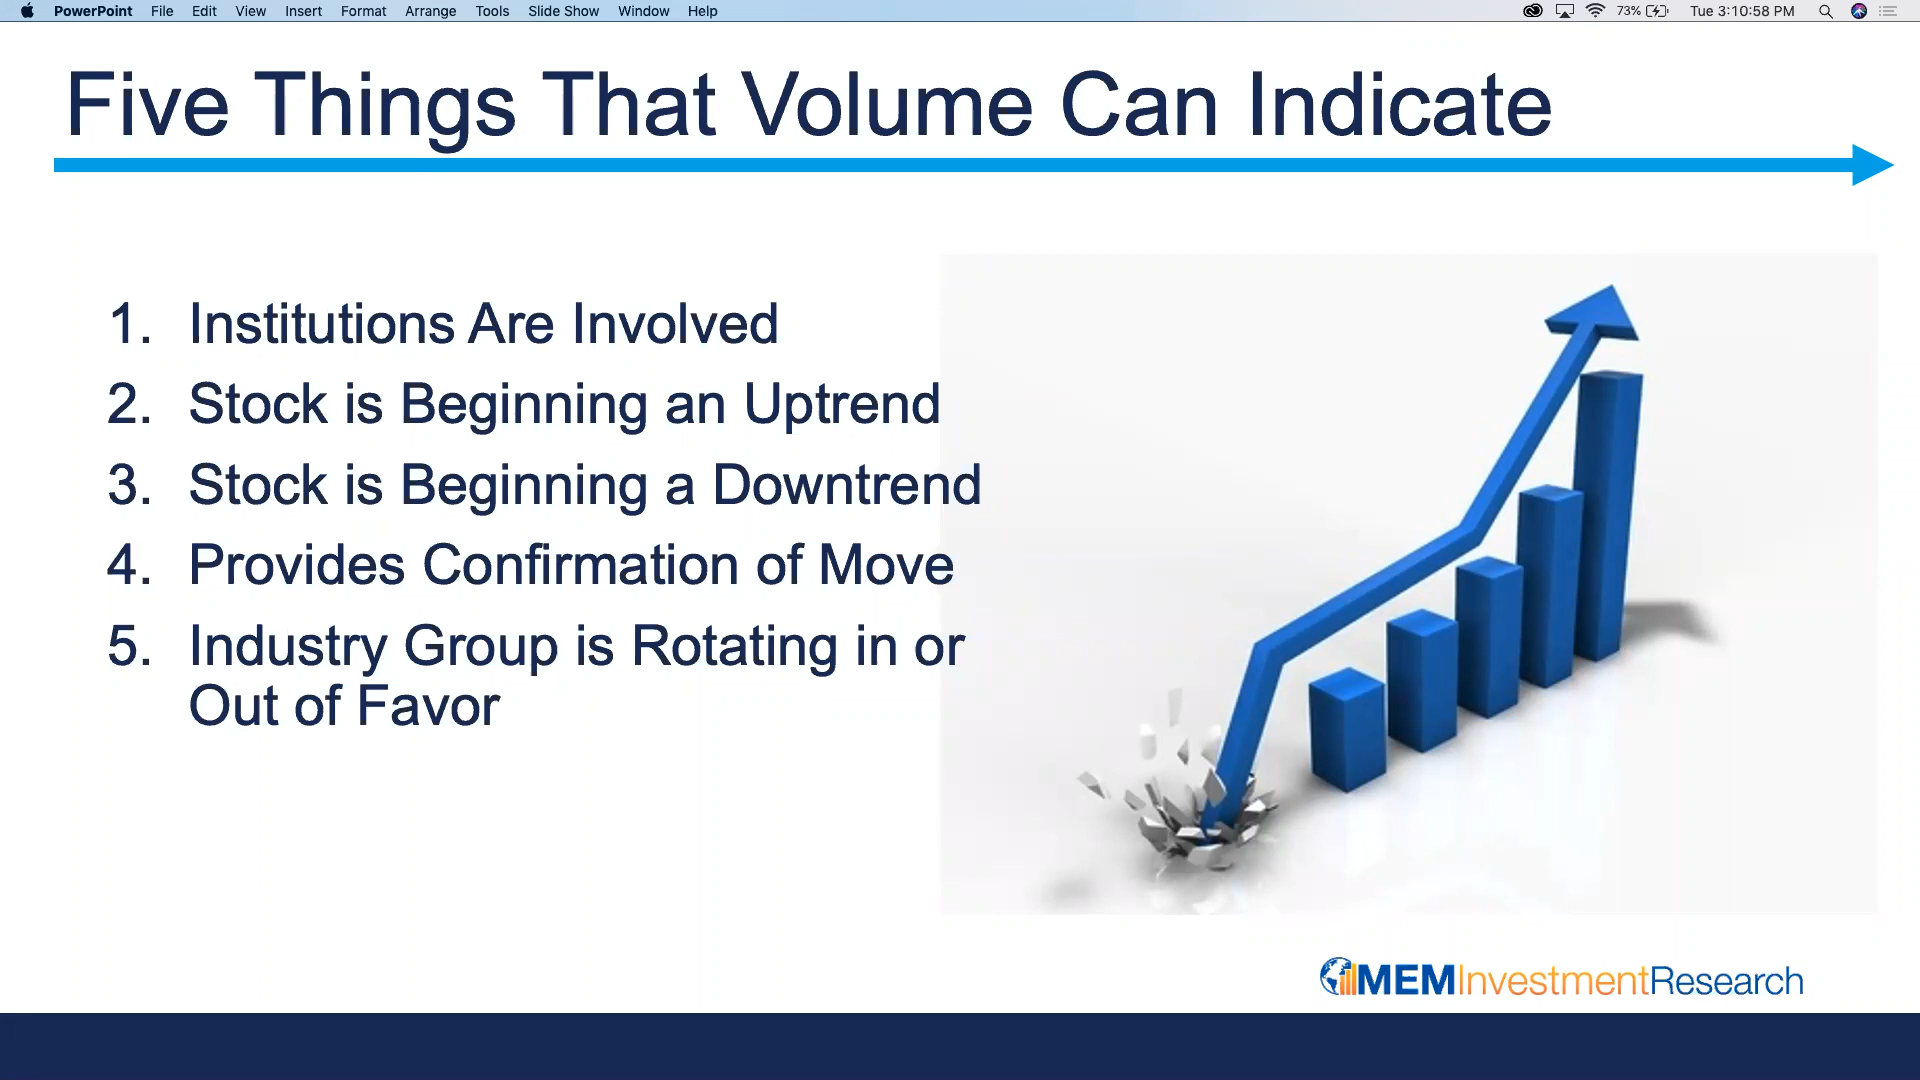 PowerPoint File Edit View Insert Format Arrange Tools Slide Show Window Help 73% Tue 3:10:58 PM
Five Things That Volume Can Indicate
1. Institutions Are Involved
2. Stock is Beginning an Uptrend
3. Stock is Beginning a Downtrend
4. Provides Confirmation of Move
5. Industry Group is Rotating in or
Out of Favor
MEMInvestmentResearch